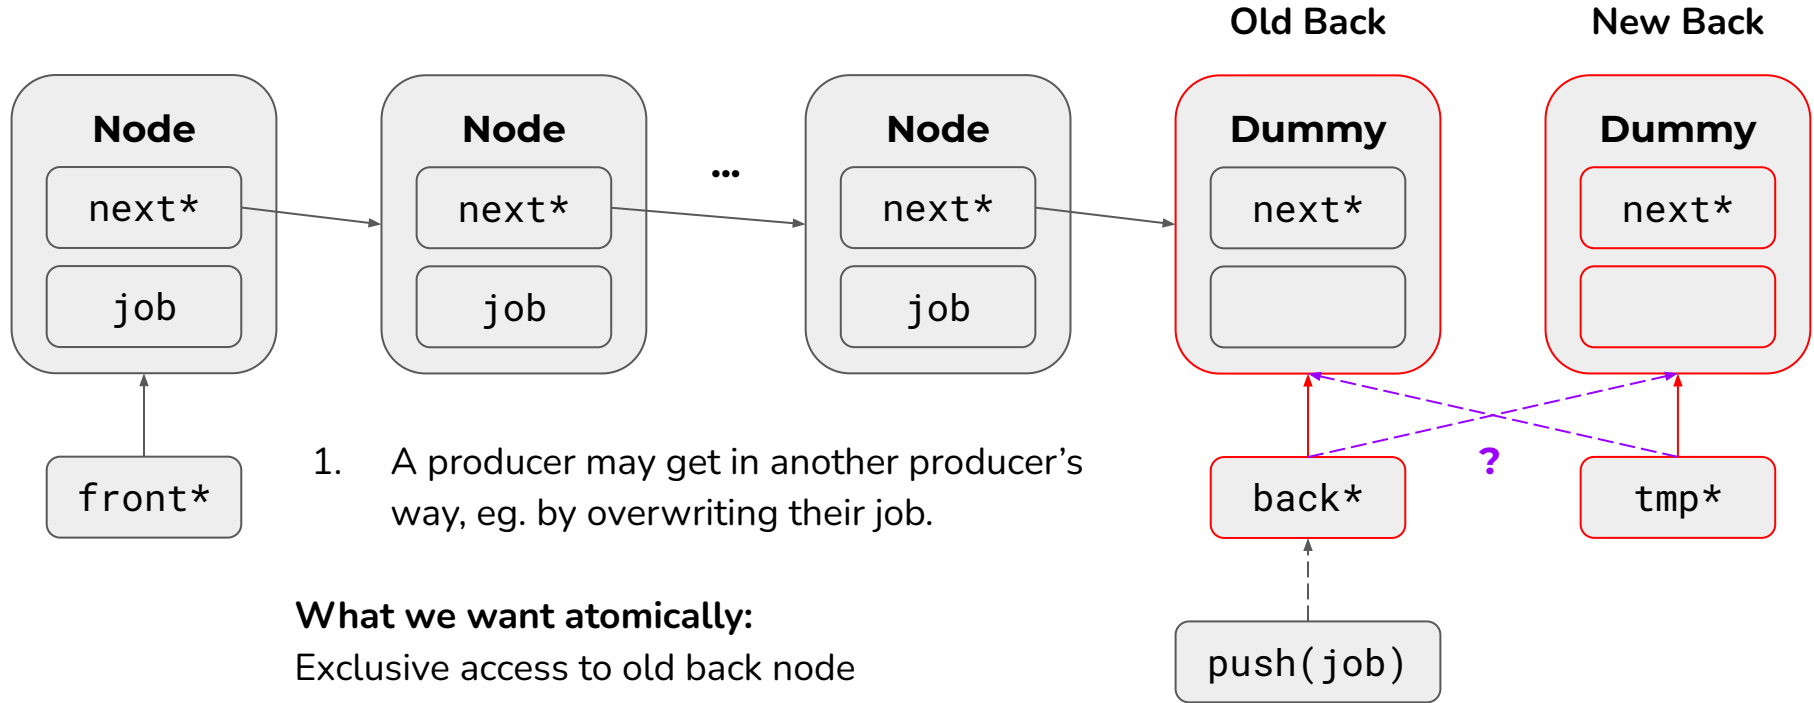 Old Back
New Back
Node
Node
Node
Dummy
Dummy
...
next*
next*
next*
next*
next*
job
job
job
front*
1. A producer may get in another producer's
way, eg. by overwriting their job.
?
back*
tmp*
What we want atomically:
Exclusive access to old back node
push(job)